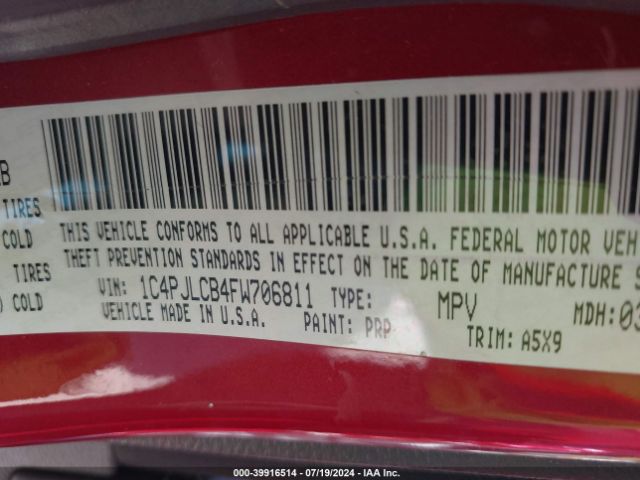 B
TIRES
COLD
TIRES
) COLD
THIS VEHICLE CONFORMS TO ALL APPLICABLE U.S.A. FEDERAL MOTOR VEH
THEFT PREVENTION STANDARDS IN EFFECT ON THE DATE OF MANUFACTURE S
VIN: 1C4PJLCB4FW706811 TYPE: MPV MDH:03
VEHICLE MADE IN U.S.A. PAINT: PRP TRIM: A5X9
000-39916514 - 07/19/2024 - IAA Inc.